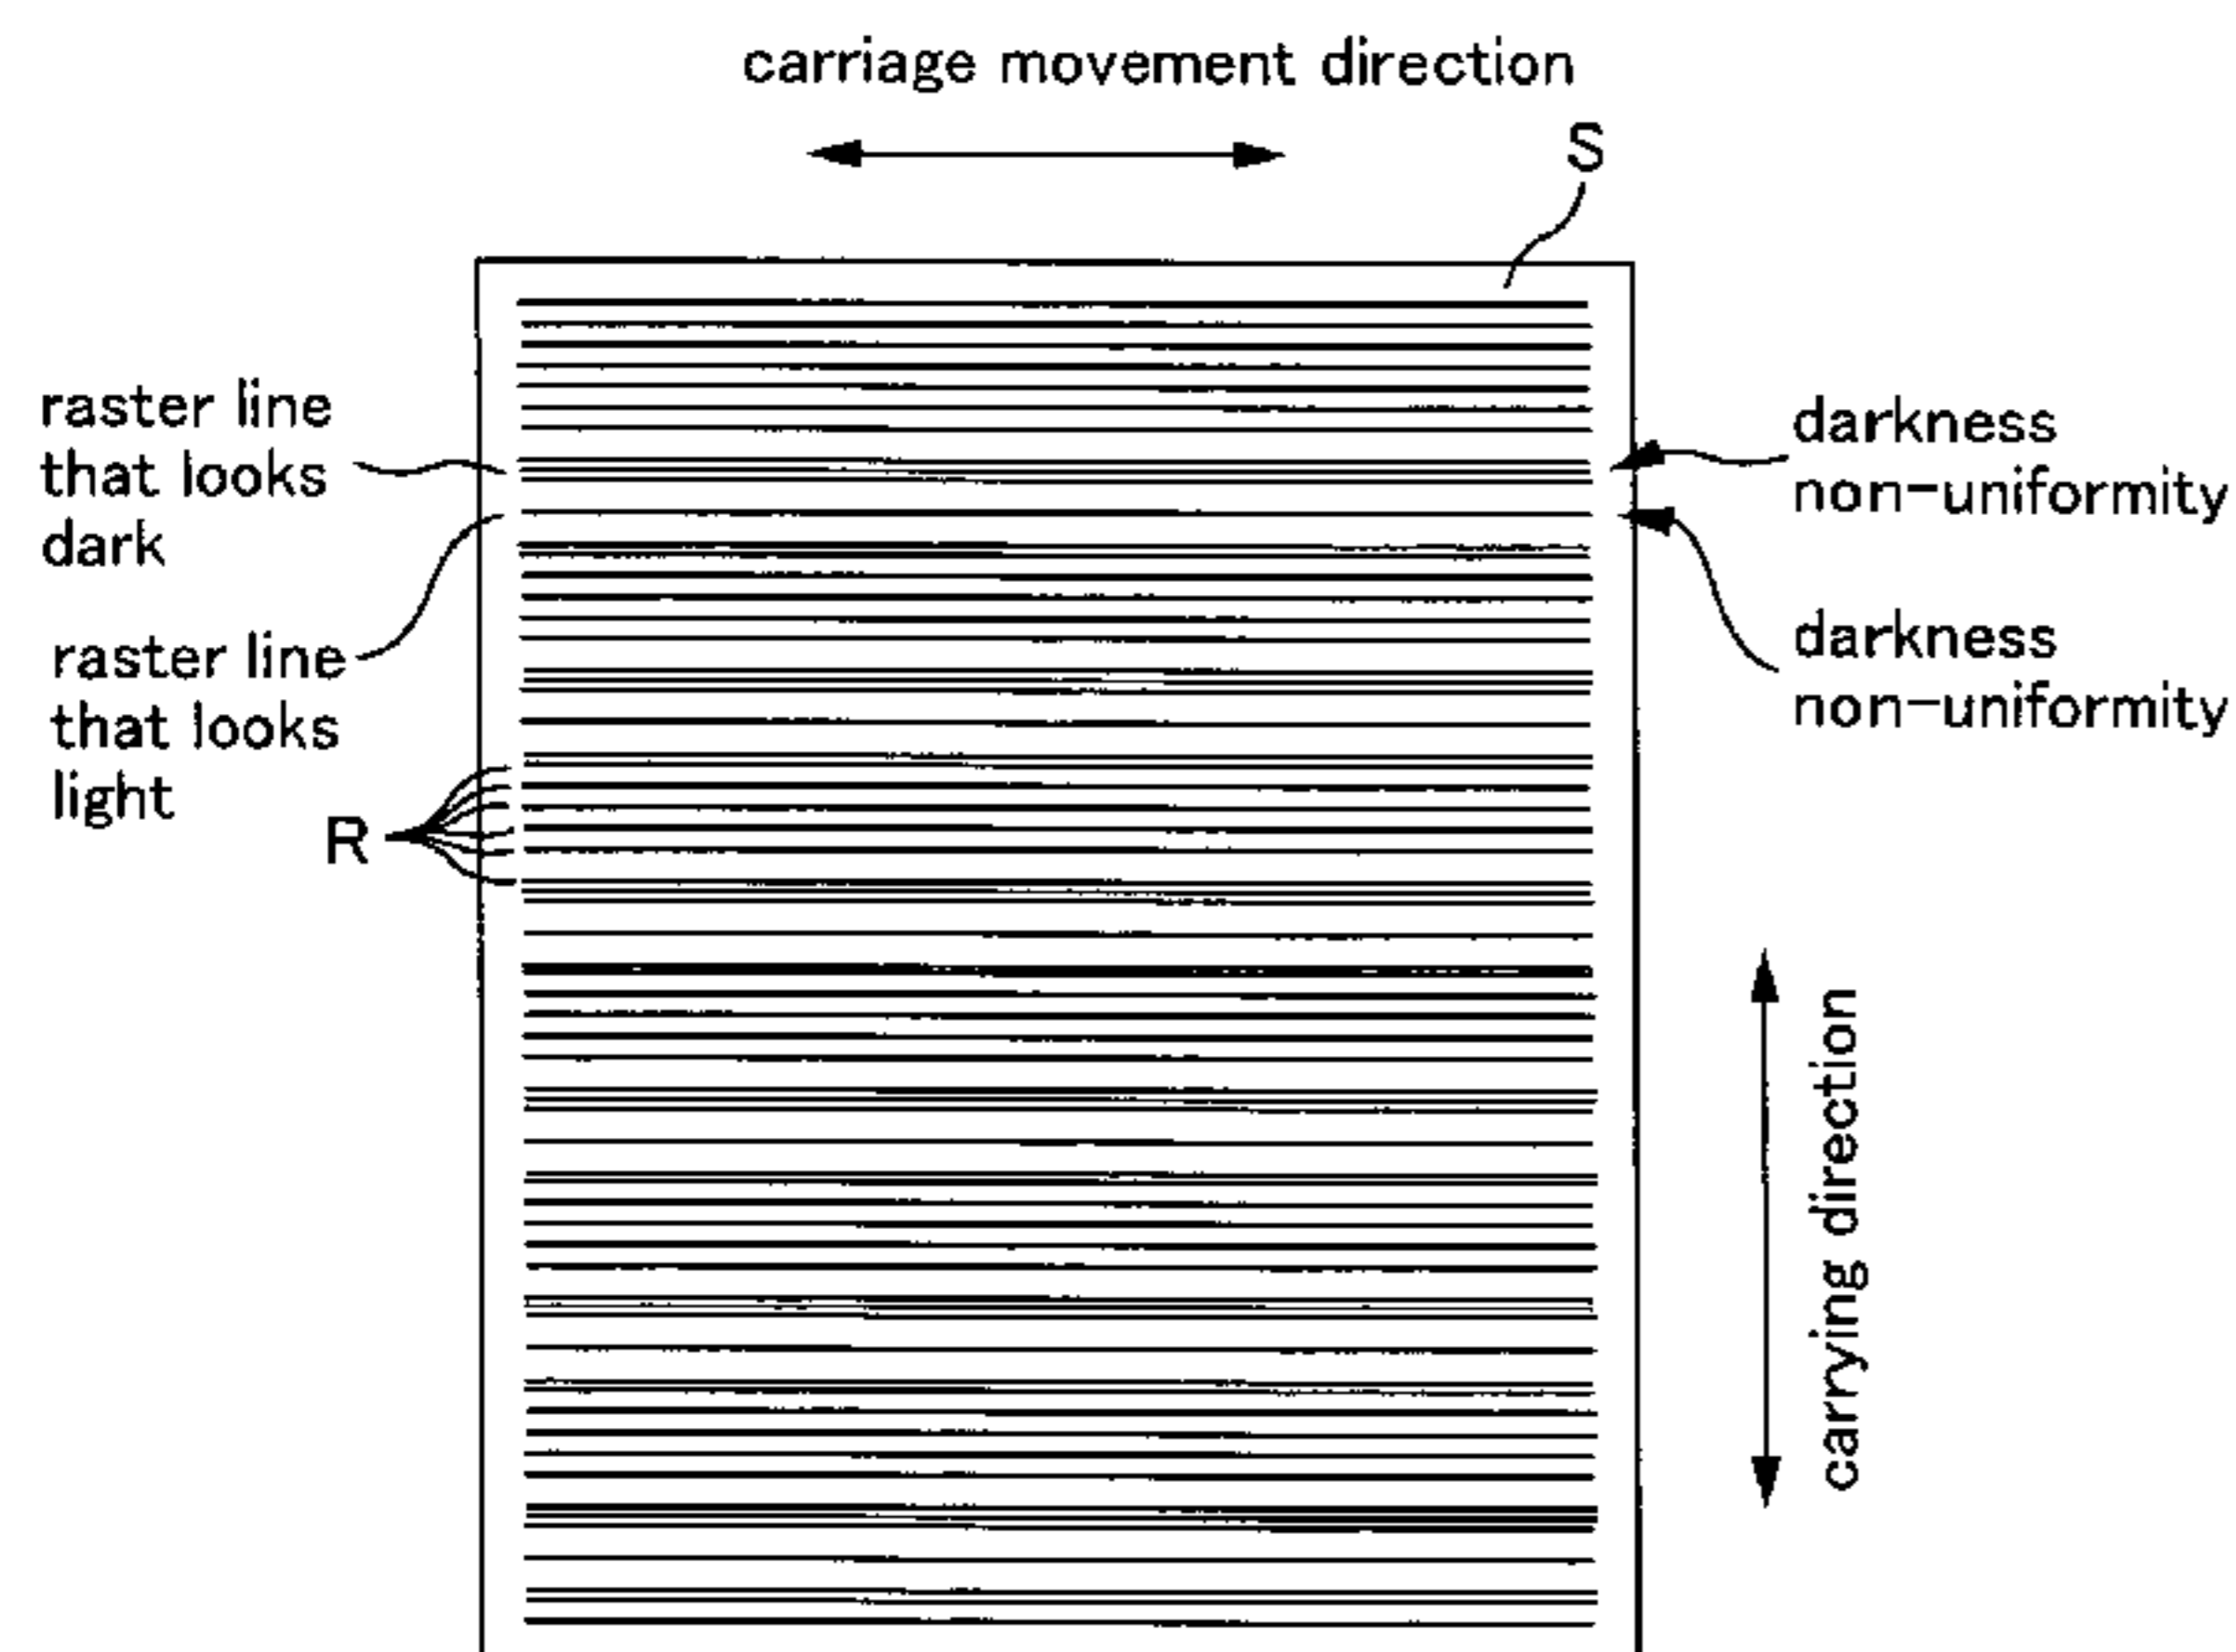 carriage movement direction
S
raster line
that looks
dark
darkness
non-uniformity
raster line
that looks
light
darkness
non-uniformity
R
carrying direction